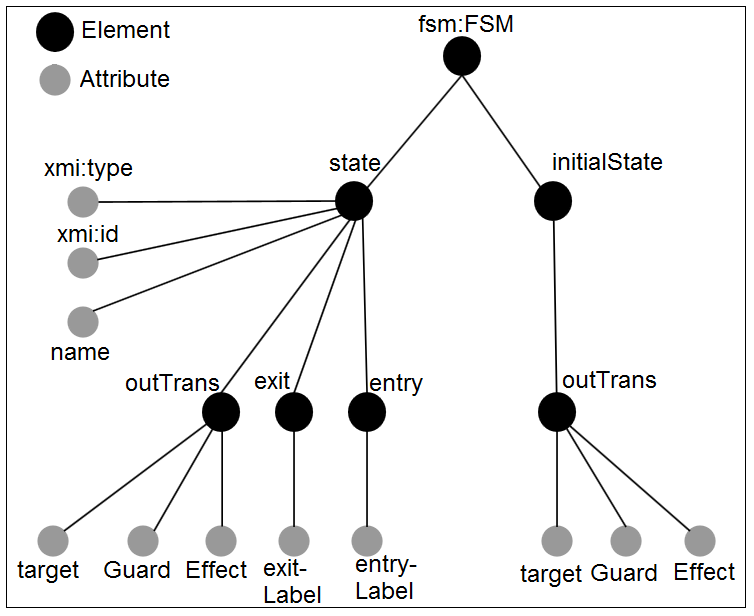 Element
fsm:FSM
Attribute
state
initialState
xmi:type
xmi:id
name
outTrans
exit
entry
outTrans
target
Guard
Effect
exit-
Label
entry-
Label
target
Guard
Effect